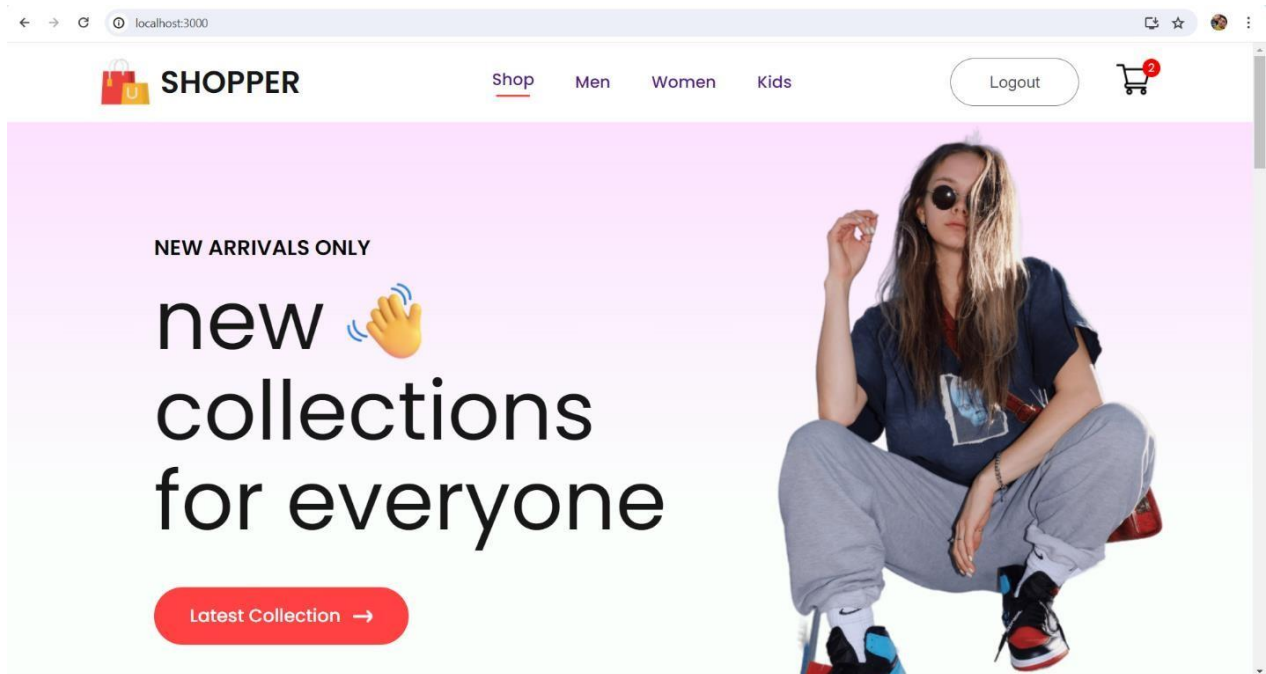 localhost:3000
SHOPPER
Shop Men Women Kids
Logout
2
NEW ARRIVALS ONLY
new
collections
for everyone
Latest Collection →